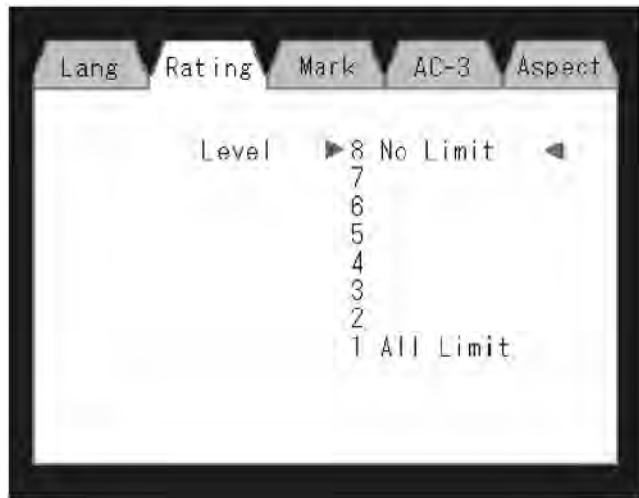 Lang Rating Mark AC-3 Aspect
Level ▶ 8 No Limit ◀
7
6
5
4
3
2
1 All Limit